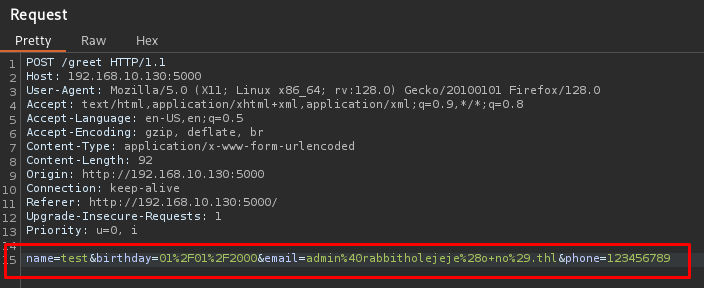 Request
Pretty Raw Hex
1 POST /greet HTTP/1.1
2 Host: 192.168.10.130:5000
3 User-Agent: Mozilla/5.0 (X11; Linux x86_64; rv:128.0) Gecko/20100101 Firefox/128.0
4 Accept: text/html,application/xhtml+xml,application/xml;q=0.9,*/*;q=0.8
5 Accept-Language: en-US,en;q=0.5
6 Accept-Encoding: gzip, deflate, br
7 Content-Type: application/x-www-form-urlencoded
8 Content-Length: 92
9 Origin: http://192.168.10.130:5000
10 Connection: keep-alive
11 Referer: http://192.168.10.130:5000/
12 Upgrade-Insecure-Requests: 1
13 Priority: u=0, i
14
15 name=test&birthday=01%2F01%2F2000&email=admin%40rabbitholejeje%28o+no%29.thl&phone=123456789